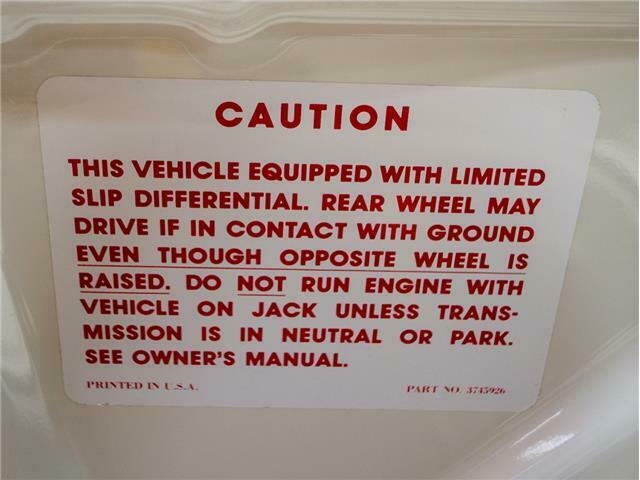 CAUTION
THIS VEHICLE EQUIPPED WITH LIMITED
SLIP DIFFERENTIAL. REAR WHEEL MAY
DRIVE IF IN CONTACT WITH GROUND
EVEN THOUGH OPPOSITE WHEEL IS
RAISED. DO NOT RUN ENGINE WITH
VEHICLE ON JACK UNLESS TRANS-
MISSION IS IN NEUTRAL OR PARK.
SEE OWNER'S MANUAL.
PRINTED IN U.S.A. PART NO. 3745926